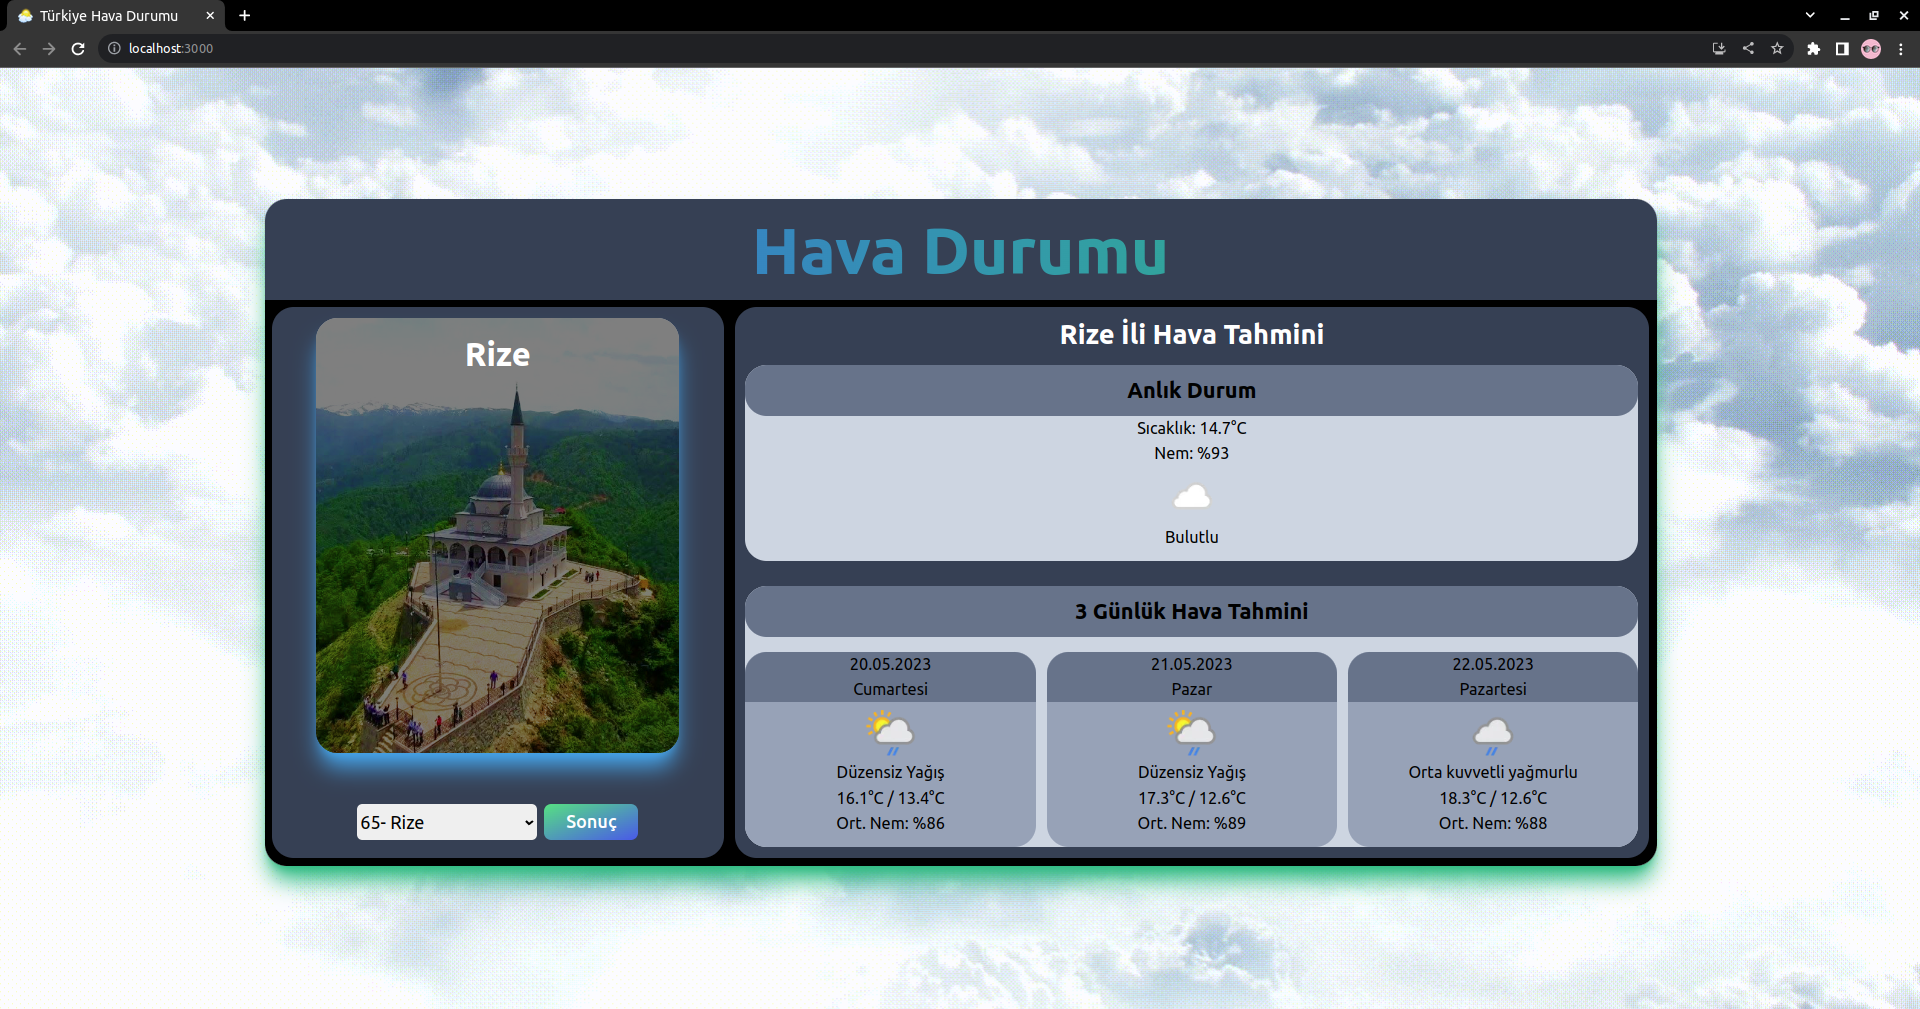 Türkiye Hava Durumu
localhost:3000
Hava Durumu
Rize
65- Rize
Sonuç
Rize İli Hava Tahmini
Anlık Durum
Sıcaklık: 14.7°C
Nem: %93
Bulutlu
3 Günlük Hava Tahmini
20.05.2023
Cumartesi
Düzensiz Yağış
16.1°C / 13.4°C
Ort. Nem: %86
21.05.2023
Pazar
Düzensiz Yağış
17.3°C / 12.6°C
Ort. Nem: %89
22.05.2023
Pazartesi
Orta kuvvetli yağmurlu
18.3°C / 12.6°C
Ort. Nem: %88